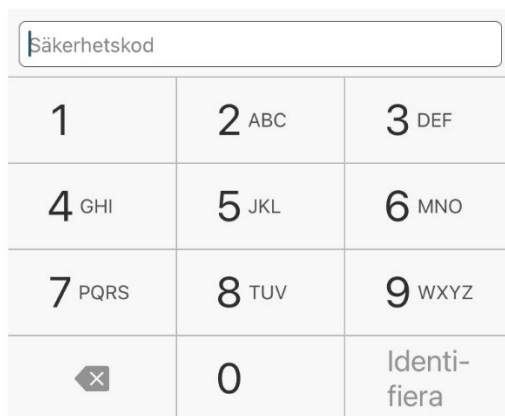 Säkerhetskod
1
2 ABC
3 DEF
4 GHI
5 JKL
6 MNO
7 PQRS
8 TUV
9 WXYZ
0
Identi-
fiera